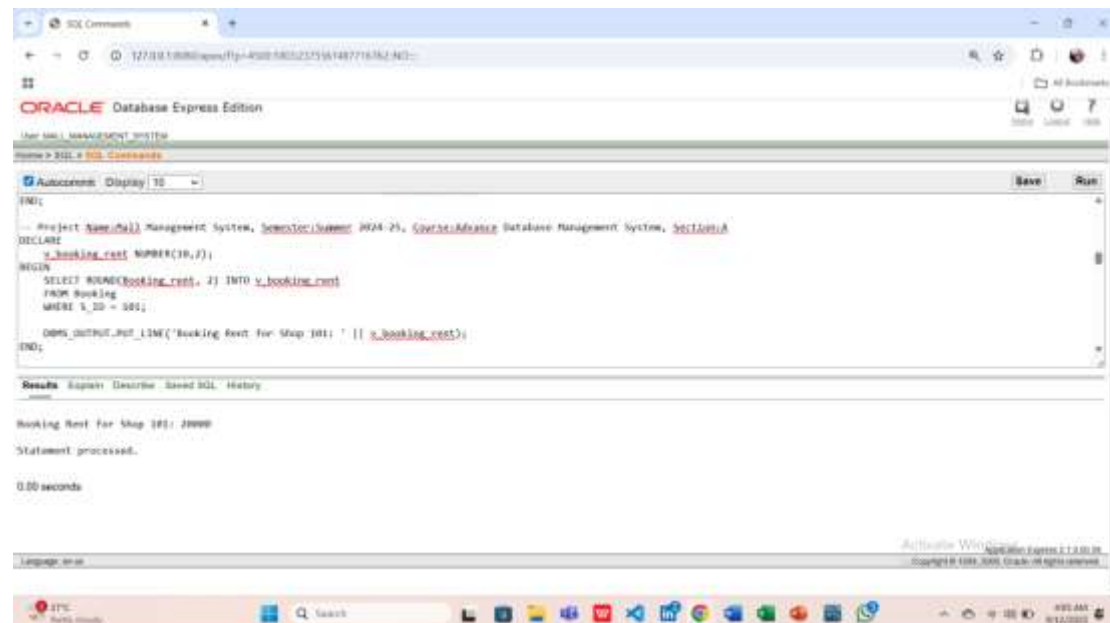 SQL Commands
ORACLE Database Express Edition
User: MALL_MANAGEMENT_SYSTEM
Home > SQL > SQL Commands
Autocommit Display 10
Save Run
END;
-- Project Name:Mall Management System, Semester:Summer 2024-25, Course:Advance Database Management System, Section:A
DECLARE
v_booking_rent NUMBER(10,2);
BEGIN
SELECT ROUND(Booking_rent, 2) INTO v_booking_rent
FROM Booking
WHERE S_ID = 101;
DBMS_OUTPUT.PUT_LINE('Booking Rent for Shop 101: ' || v_booking_rent);
END;
Results Explain Describe Saved SQL History
Booking Rent for Shop 101: 20000
Statement processed.
0.00 seconds
Language: en-us
Search